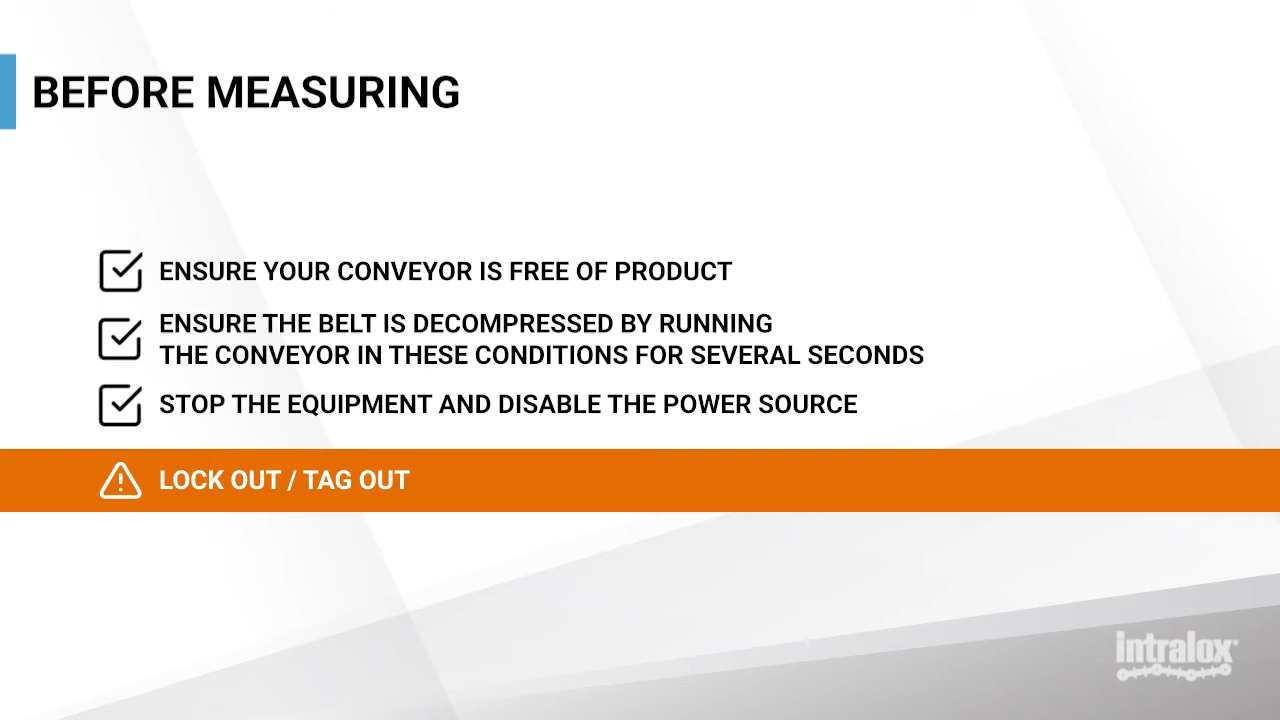 BEFORE MEASURING
ENSURE YOUR CONVEYOR IS FREE OF PRODUCT
ENSURE THE BELT IS DECOMPRESSED BY RUNNING
THE CONVEYOR IN THESE CONDITIONS FOR SEVERAL SECONDS
STOP THE EQUIPMENT AND DISABLE THE POWER SOURCE
LOCK OUT / TAG OUT
intralox